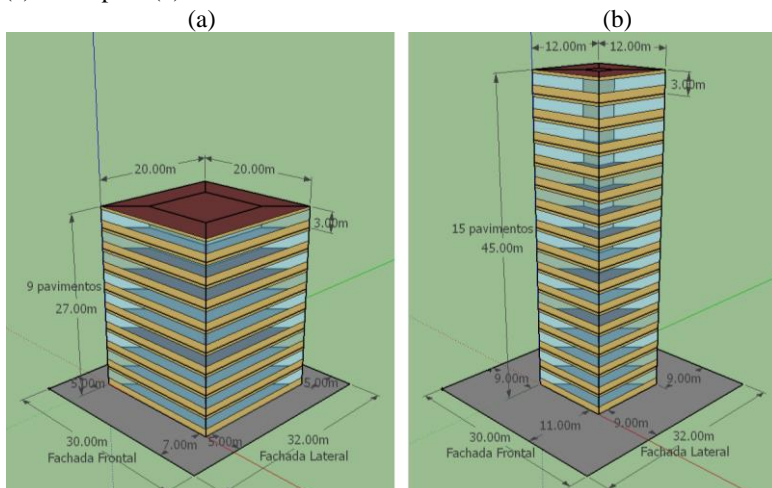 (a)
(b)
20.00m
20.00m
3.00m
9 pavimentos
27.00m
5.00m
5.00m
7.00m
5.00m
30.00m
Fachada Frontal
32.00m
Fachada Lateral
12.00m
12.00m
3.00m
15 pavimentos
45.00m
9.00m
9.00m
11.00m
9.00m
30.00m
Fachada Frontal
32.00m
Fachada Lateral